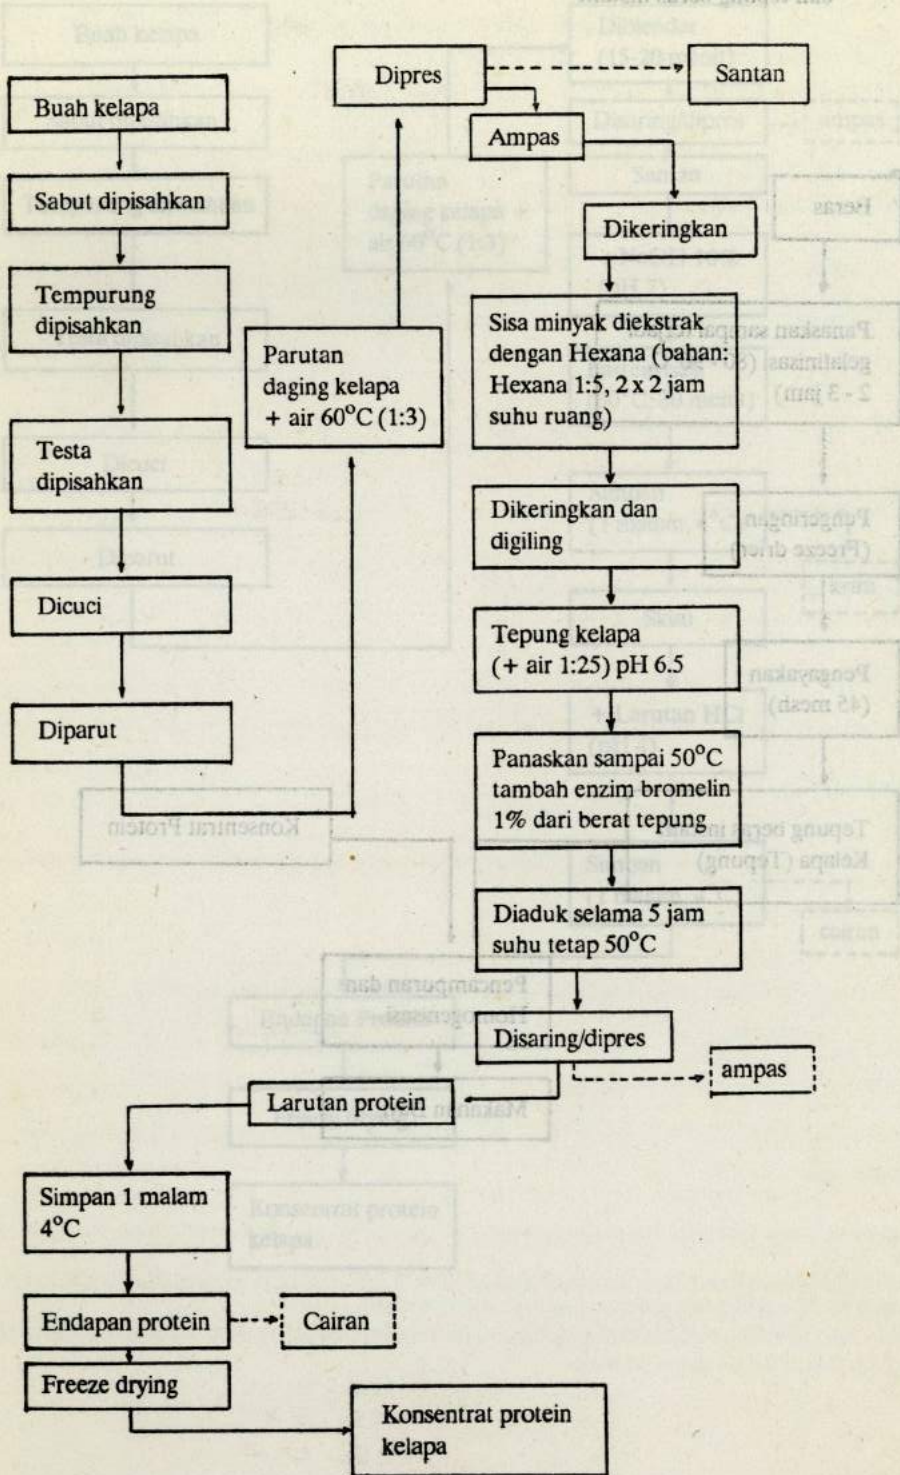 Buah kelapa
Sabut dipisahkan
Tempurung
dipisahkan
Testa
dipisahkan
Dicuci
Diparut
Parutan
daging kelapa
+ air 60°C (1:3)
Dipres
Santan
Ampas
Dikeringkan
Sisa minyak diekstrak
dengan Hexana (bahan:
Hexana 1:5, 2 x 2 jam
suhu ruang)
Dikeringkan dan
digiling
Tepung kelapa
(+ air 1:25) pH 6.5
Panaskan sampai 50°C
tambah enzim bromelin
1% dari berat tepung
Diaduk selama 5 jam
suhu tetap 50°C
Disaring/dipres
ampas
Larutan protein
Simpan 1 malam
4°C
Endapan protein
Cairan
Freeze drying
Konsentrat protein
kelapa